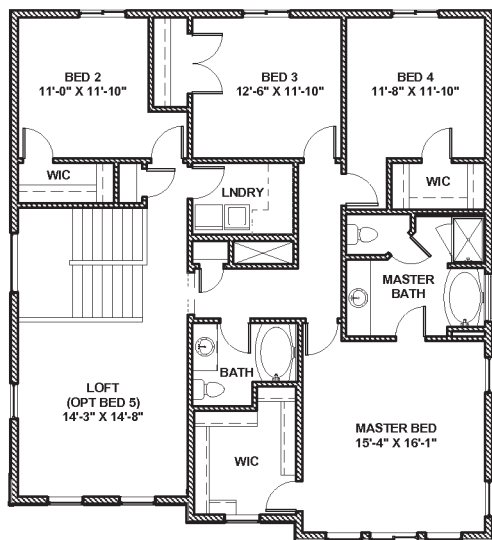 BED 2
11'-0" X 11'-10"
BED 3
12'-6" X 11'-10"
BED 4
11'-8" X 11'-10"
WIC
LNDRY
WIC
MASTER
BATH
BATH
LOFT
(OPT BED 5)
14'-3" X 14'-8"
MASTER BED
15'-4" X 16'-1"
WIC